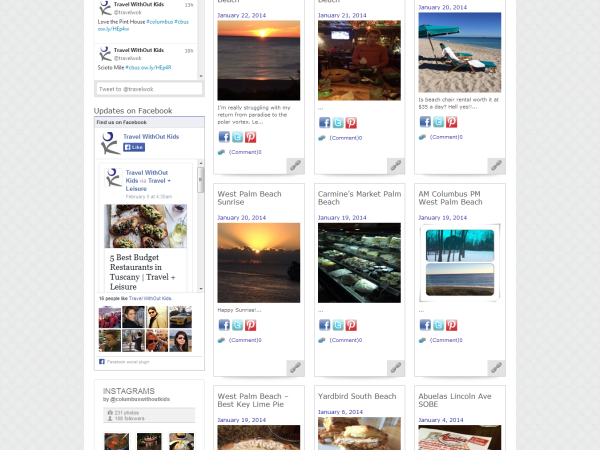 Travel WithOut Kids 13h
@travelwok
Love the Pint House #columbus #cbus
ow.ly/HEp4w
Travel WithOut Kids 16h
@travelwok
Scioto Mile #cbus ow.ly/HEp4R
Tweet to @travelwok
Updates on Facebook
Find us on Facebook
Travel WithOut Kids
Like
Travel WithOut
Kids via Travel +
Leisure
February 9 at 4:30am
5 Best Budget
Restaurants in
Tuscany | Travel +
Leisure
16 people like Travel WithOut Kids.
Facebook social plugin
INSTAGRAMS
by @columbuswithoutkids
231 photos
188 followers
Beach
January 22, 2014
I'm really struggling with my
return from paradise to the
polar vortex. Le...
(Comment)0
Beach
January 21, 2014
...
(Comment)0
January 20, 2014
Is beach chair rental worth it at
$35 a day? Hell yes!!...
(Comment)0
West Palm Beach
Sunrise
January 20, 2014
Happy Sunrise!...
(Comment)0
Carmine's Market Palm
Beach
January 19, 2014
...
(Comment)0
AM Columbus PM
West Palm Beach
January 19, 2014
...
(Comment)0
West Palm Beach –
Best Key Lime Pie
January 19, 2014
Yardbird South Beach
January 6, 2014
Abuelas Lincoln Ave
SOBE
January 4, 2014